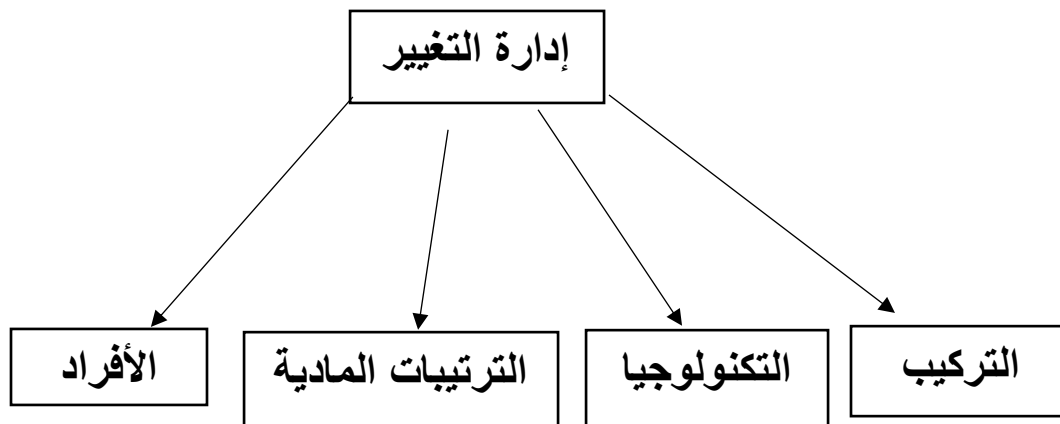 إدارة التغيير
التركيب
التكنولوجيا
الترتيبات المادية
الأفراد